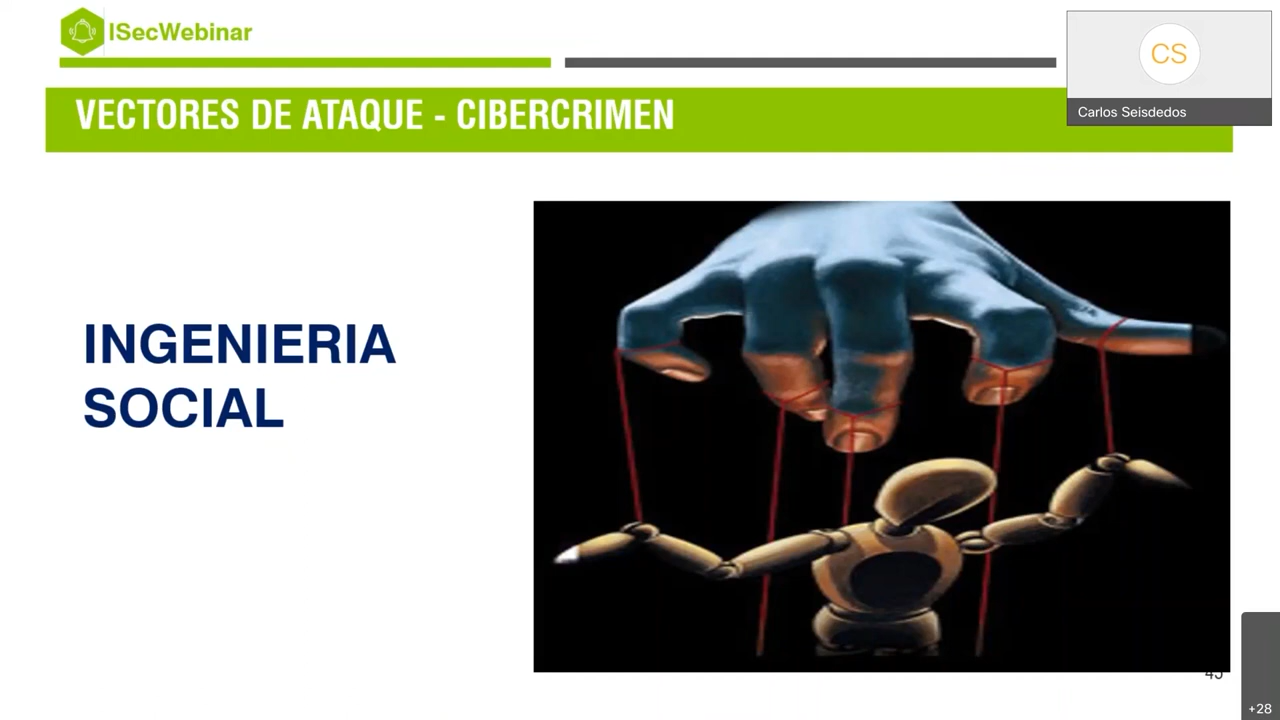 ISecWebinar
CS
Carlos Seisdedos
VECTORES DE ATAQUE - CIBERCRIMEN
INGENIERIA
SOCIAL
+28